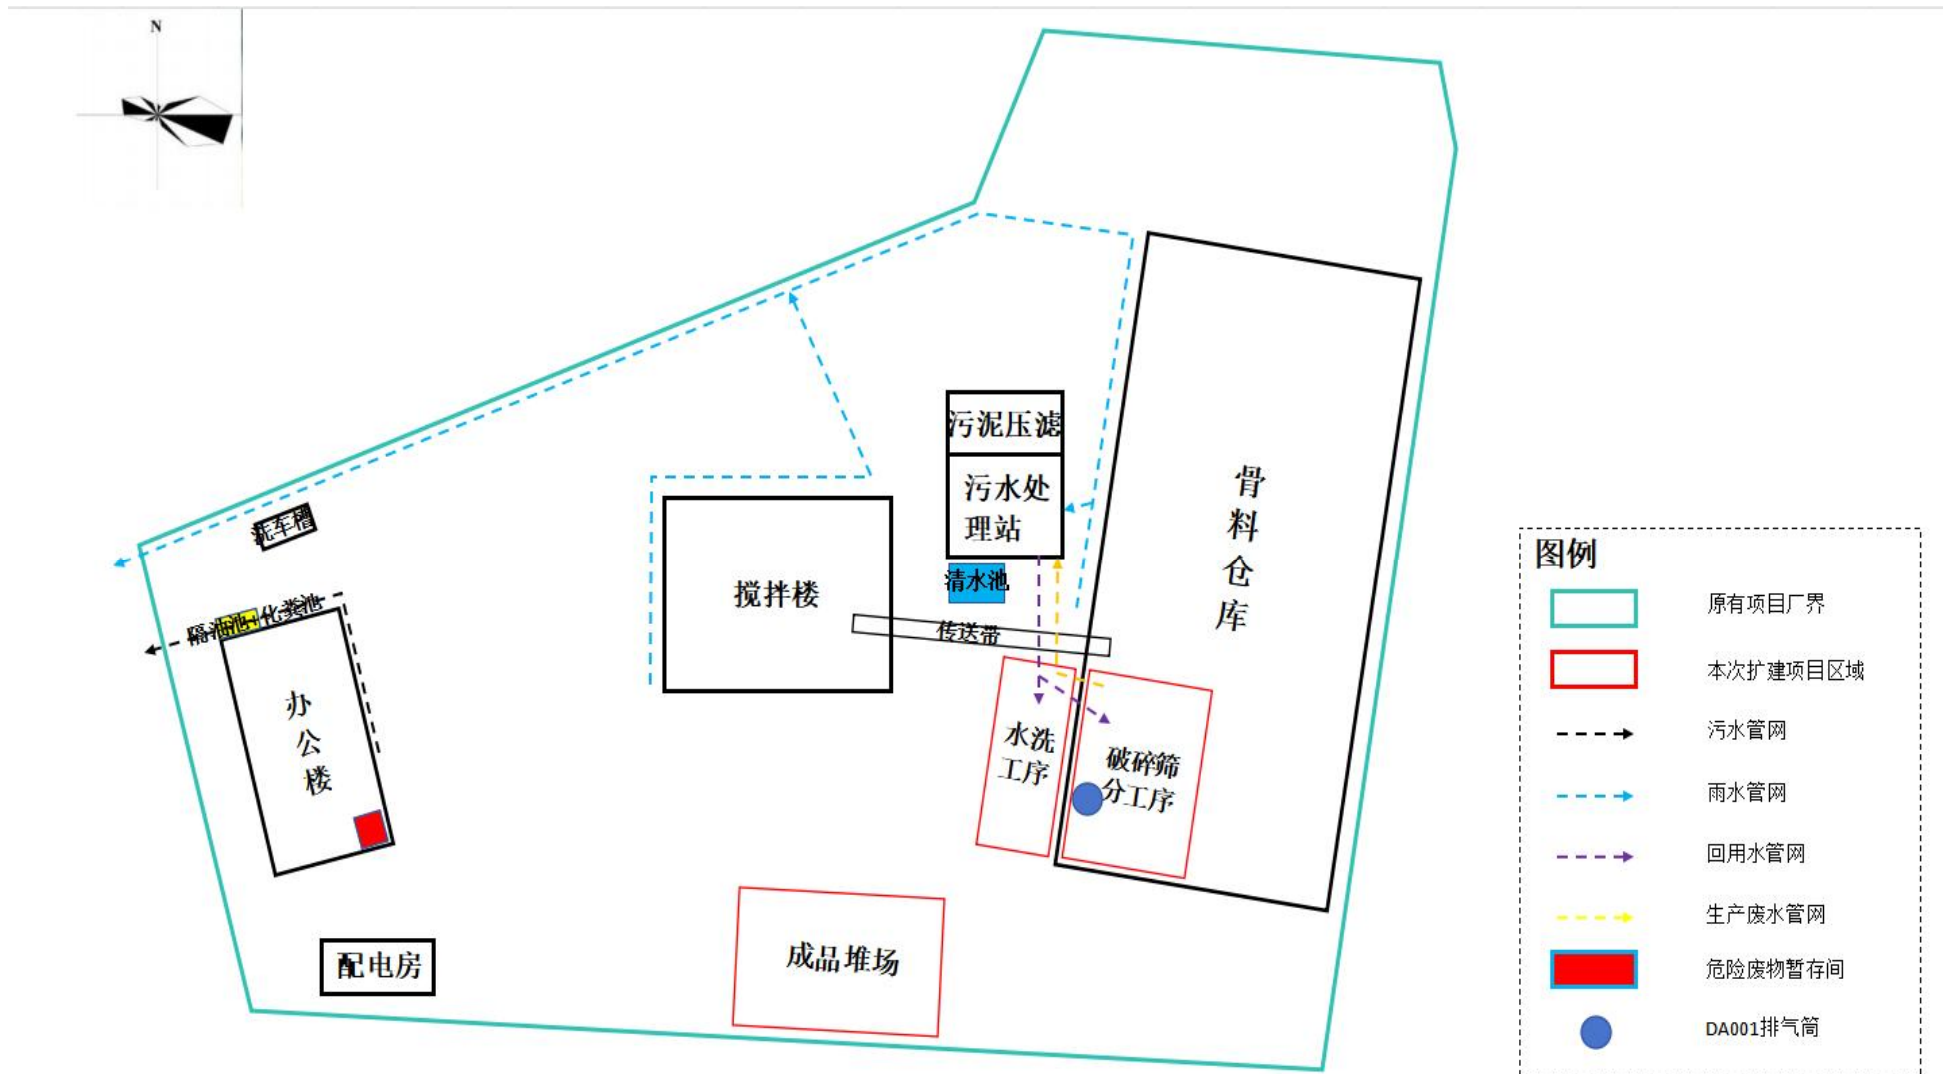 N
污泥压滤
污水处
理站
清水池
搅拌楼
传送带
骨
料
仓
库
洗车槽
隔油池+化粪池
办
公
楼
水洗
工序
破碎筛
分工序
成品堆场
配电房
图例
原有项目厂界
本次扩建项目区域
污水管网
雨水管网
回用水管网
生产废水管网
危险废物暂存间
DA001排气筒